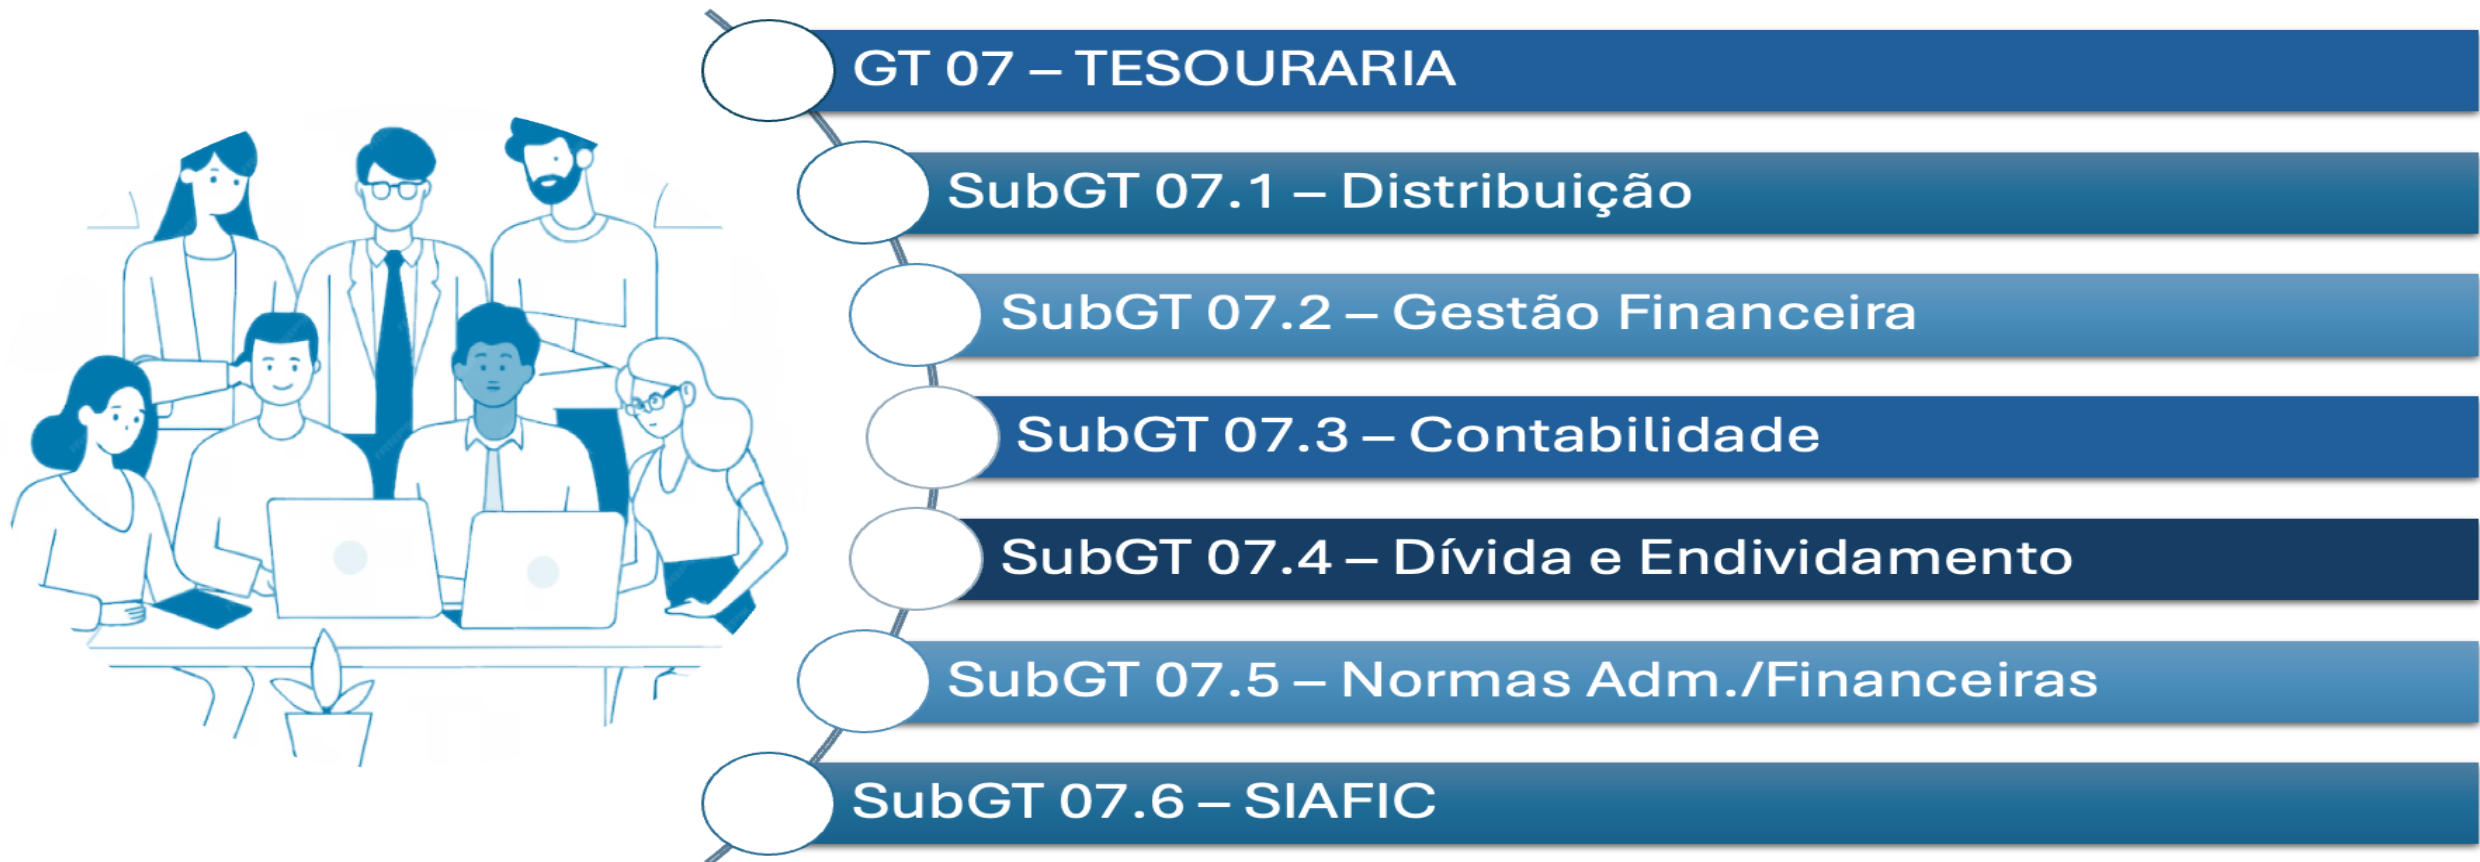 GT 07 – TESOURARIA
SubGT 07.1 – Distribuição
SubGT 07.2 – Gestão Financeira
SubGT 07.3 – Contabilidade
SubGT 07.4 – Dívida e Endividamento
SubGT 07.5 – Normas Adm./Financeiras
SubGT 07.6 – SIAFIC